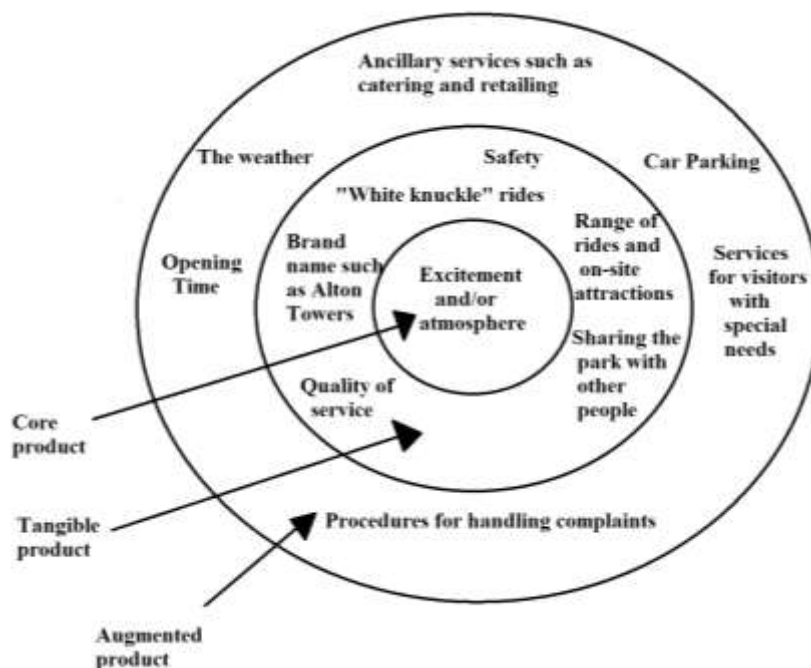 Ancillary services such as
catering and retailing
The weather
Safety
Car Parking
"White knuckle" rides
Brand
name such
as Alton
Towers
Range of
rides and
on-site
attractions
Opening
Time
Excitement
and/or
atmosphere
Services
for visitors
with
special
needs
Sharing the
park with
other
people
Quality of
service
Core
product
Tangible
product
Procedures for handling complaints
Augmented
product